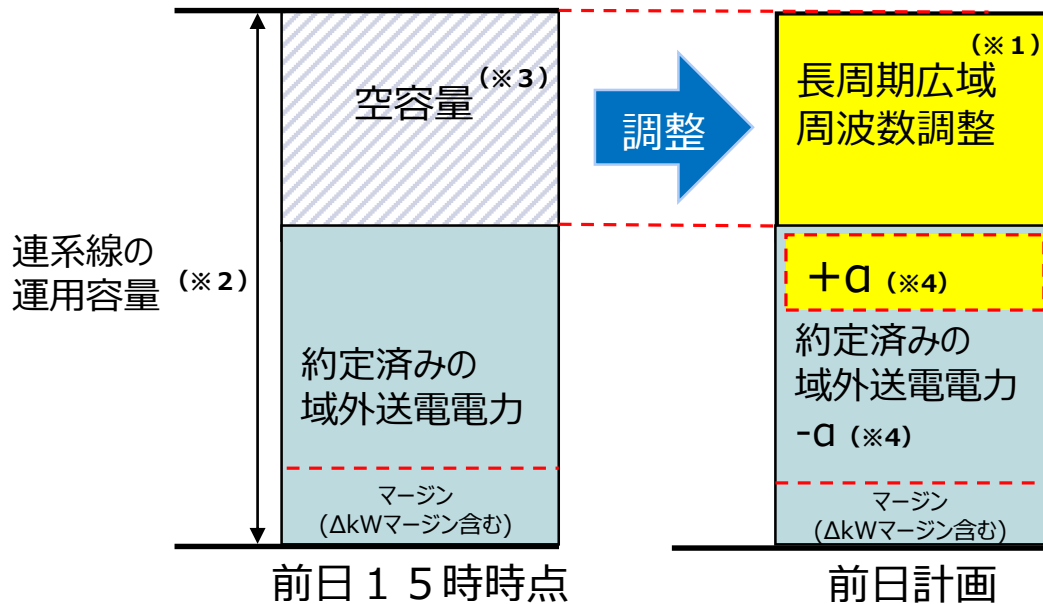 空容量（※３）
調整
（※１）
長周期広域
周波数調整
連系線の
運用容量（※２）
約定済みの
域外送電電力
マージン
(ΔkWマージン含む)
+α（※４）
約定済みの
域外送電電力
-α（※４）
マージン
(ΔkWマージン含む)
前日１５時時点
前日計画